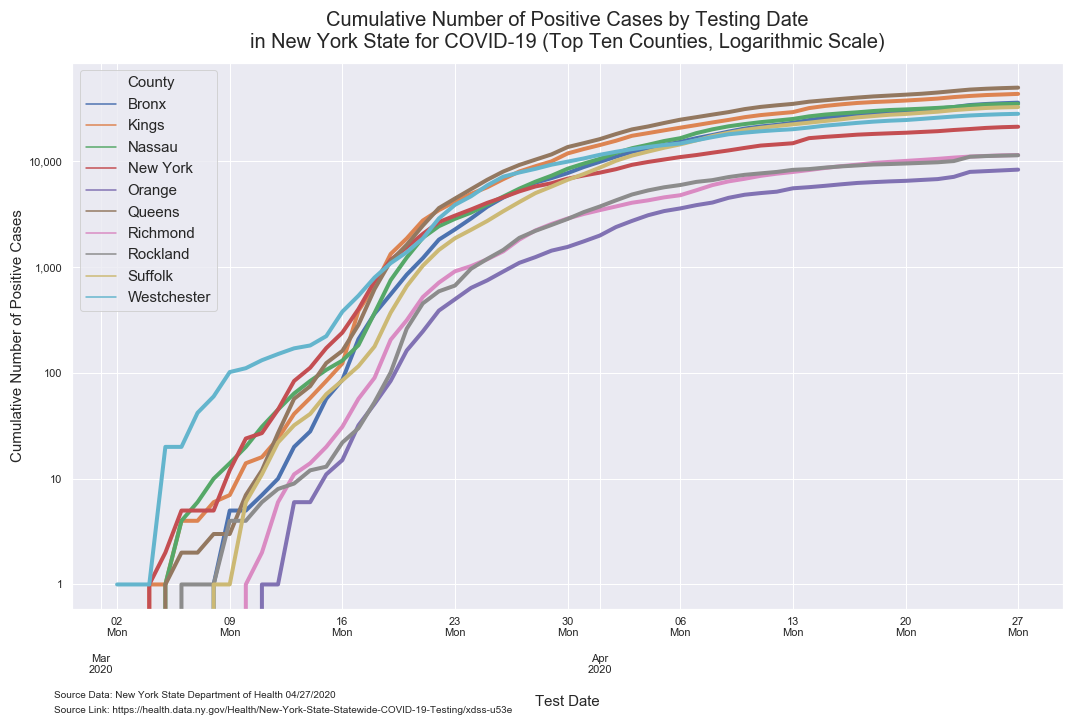 Cumulative Number of Positive Cases by Testing Date
in New York State for COVID-19 (Top Ten Counties, Logarithmic Scale)
County
Bronx
Kings
Nassau
New York
Orange
Queens
Richmond
Rockland
Suffolk
Westchester
Cumulative Number of Positive Cases
10,000
1,000
100
10
1
02 09 16 23 30 06 13 20 27
Mon Mon Mon Mon Mon Mon Mon Mon Mon
Mar Apr
2020 2020
Test Date
Source Data: New York State Department of Health 04/27/2020
Source Link: https://health.data.ny.gov/Health/New-York-State-Statewide-COVID-19-Testing/xdss-u53e